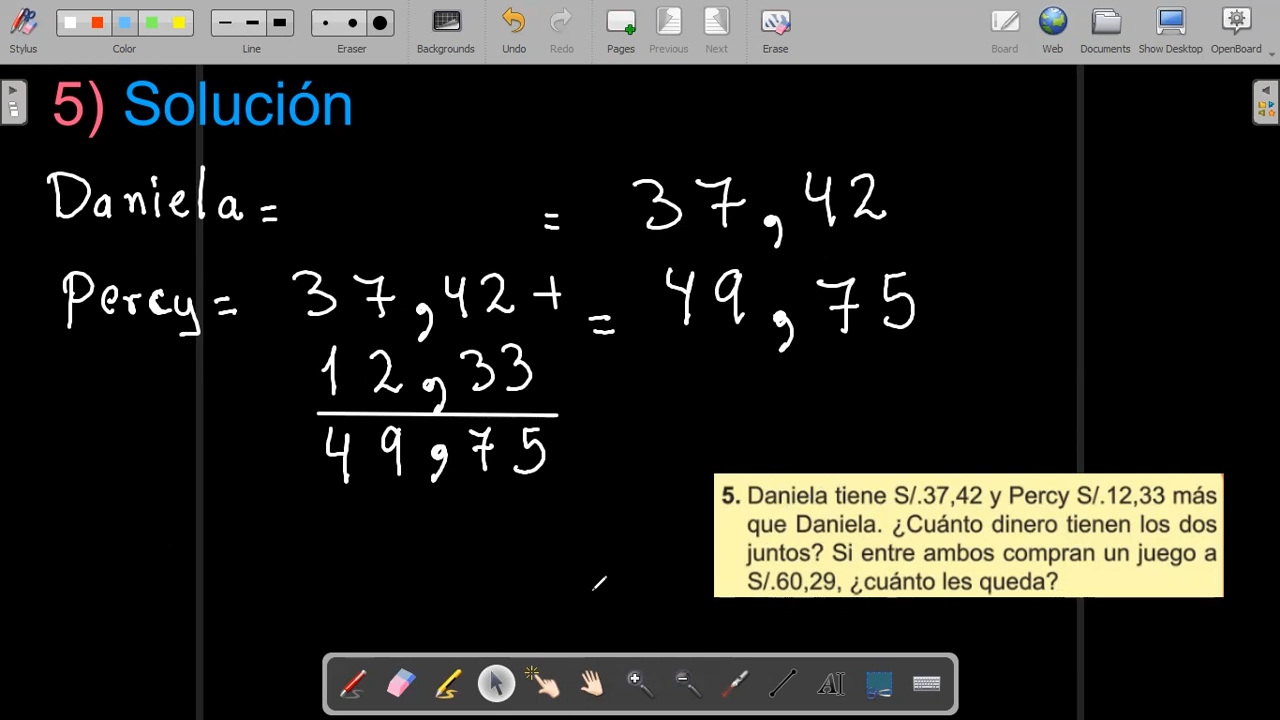 Stylus Color Line Eraser Backgrounds Undo Redo Pages Previous Next Erase Board Web Documents Show Desktop OpenBoard
5) Solución
Daniela = = 37,42
Percy = 37,42 + = 49,75
12,33
49,75
5. Daniela tiene S/.37,42 y Percy S/.12,33 más
que Daniela. ¿Cuánto dinero tienen los dos
juntos? Si entre ambos compran un juego a
S/.60,29, ¿cuánto les queda?
AI